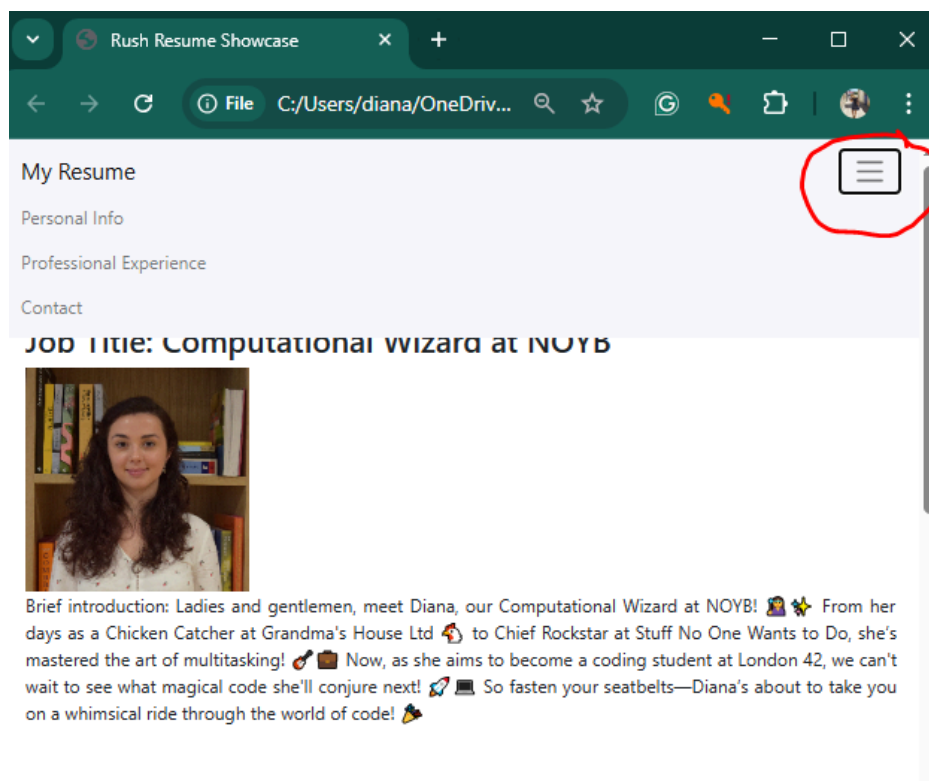 Rush Resume Showcase
File C:/Users/diana/OneDriv...
My Resume
Personal Info
Professional Experience
Contact
Job Title: Computational Wizard at NOYB
Brief introduction: Ladies and gentlemen, meet Diana, our Computational Wizard at NOYB! 🧙‍♀️ ✨ From her
days as a Chicken Catcher at Grandma's House Ltd 🐔 to Chief Rockstar at Stuff No One Wants to Do, she's
mastered the art of multitasking! 🎸 💼 Now, as she aims to become a coding student at London 42, we can't
wait to see what magical code she'll conjure next! 🚀 💻 So fasten your seatbelts—Diana's about to take you
on a whimsical ride through the world of code! 🎉